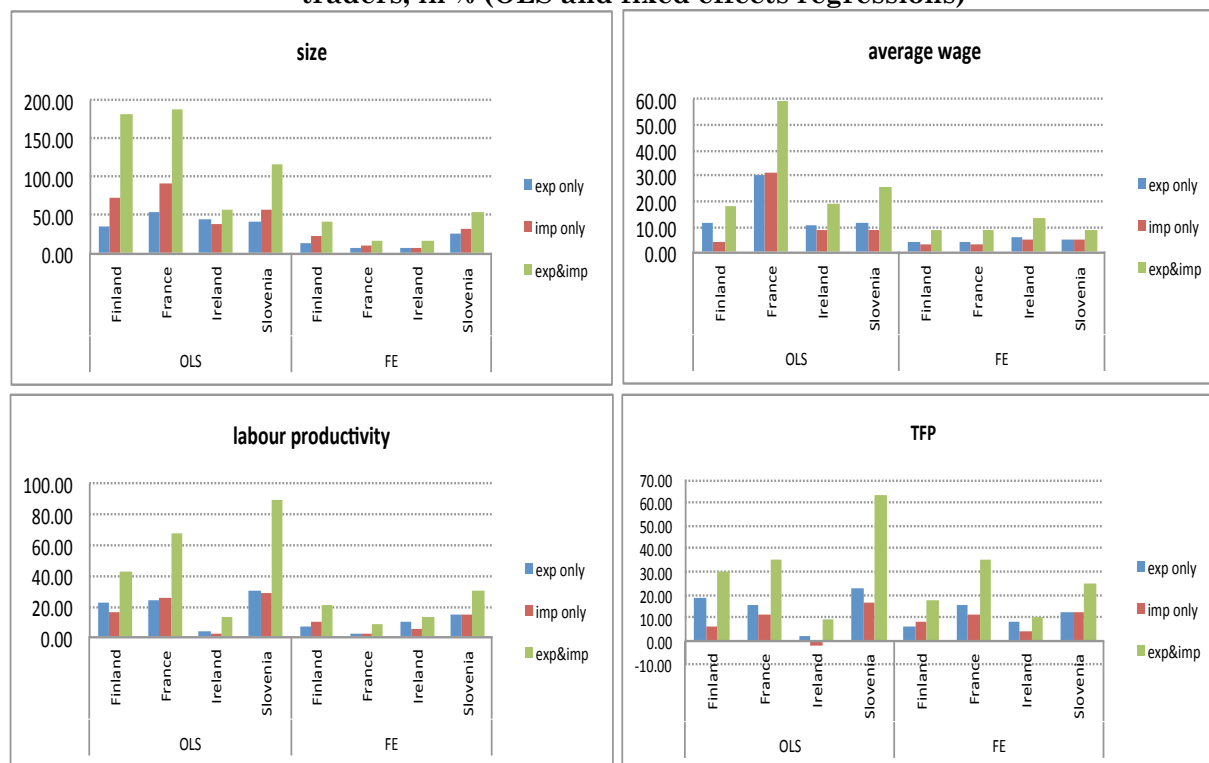 traders, in % (OLS and fixed effects regressions)
size
200.00
150.00
100.00
50.00
0.00
Finland
France
Ireland
Slovenia
Finland
France
Ireland
Slovenia
OLS
FE
exp only
imp only
exp&imp
average wage
60.00
50.00
40.00
30.00
20.00
10.00
0.00
Finland
France
Ireland
Slovenia
Finland
France
Ireland
Slovenia
OLS
FE
exp only
imp only
exp&imp
labour productivity
100.00
80.00
60.00
40.00
20.00
0.00
Finland
France
Ireland
Slovenia
Finland
France
Ireland
Slovenia
OLS
FE
exp only
imp only
exp&imp
TFP
70.00
60.00
50.00
40.00
30.00
20.00
10.00
0.00
-10.00
Finland
France
Ireland
Slovenia
Finland
France
Ireland
Slovenia
OLS
FE
exp only
imp only
exp&imp